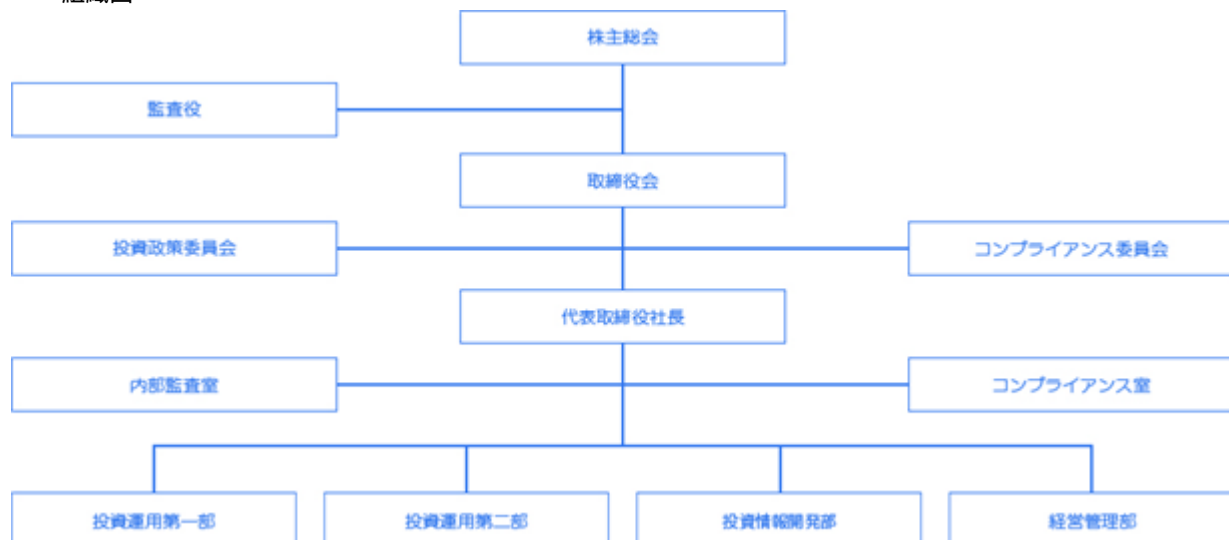 株主総会
監査役
取締役会
投資政策委員会
コンプライアンス委員会
代表取締役社長
内部監査室
コンプライアンス室
投資運用第一部
投資運用第二部
投資情報開発部
経営管理部